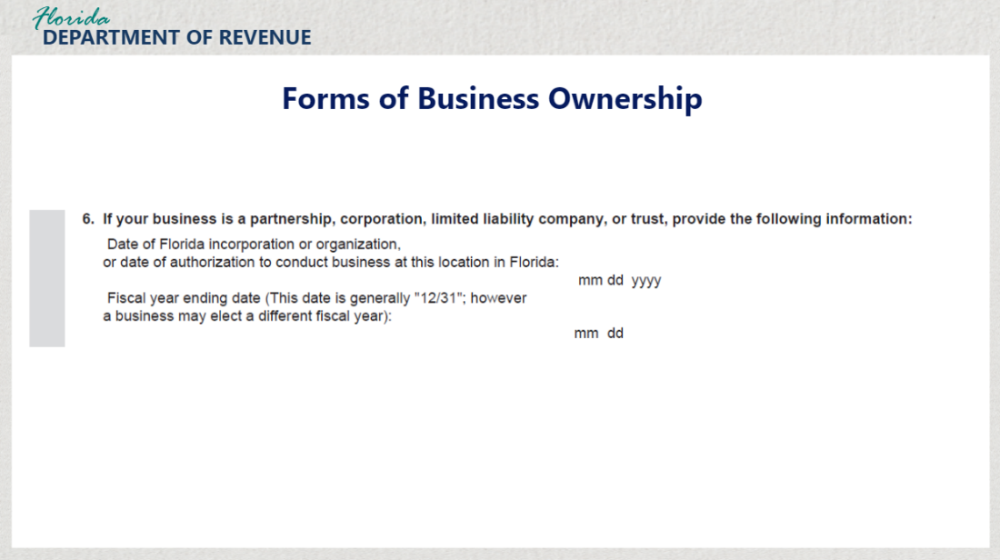 Florida
DEPARTMENT OF REVENUE
Forms of Business Ownership
6. If your business is a partnership, corporation, limited liability company, or trust, provide the following information:
Date of Florida incorporation or organization,
or date of authorization to conduct business at this location in Florida:
mm dd yyyy
Fiscal year ending date (This date is generally "12/31"; however
a business may elect a different fiscal year):
mm dd